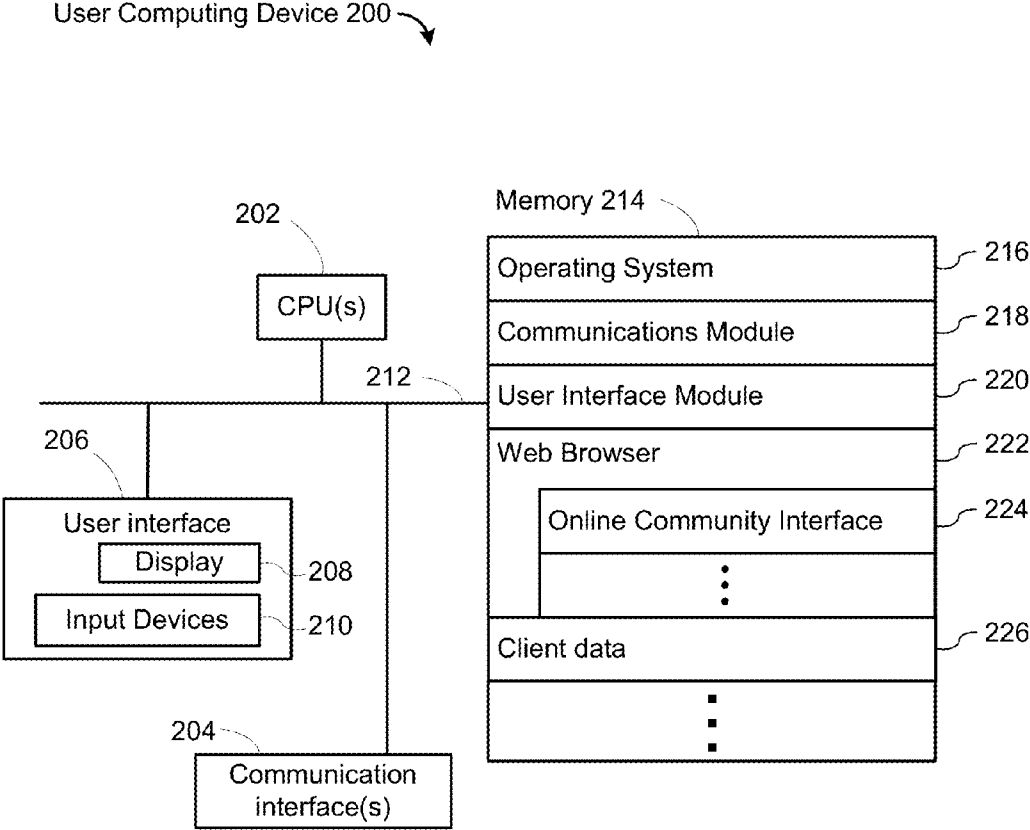 User Computing Device 200
Memory 214
202
CPU(s)
212
206
User interface
Display
208
Input Devices
210
204
Communication
interface(s)
Operating System
216
Communications Module
218
User Interface Module
220
Web Browser
222
Online Community Interface
224
Client data
226